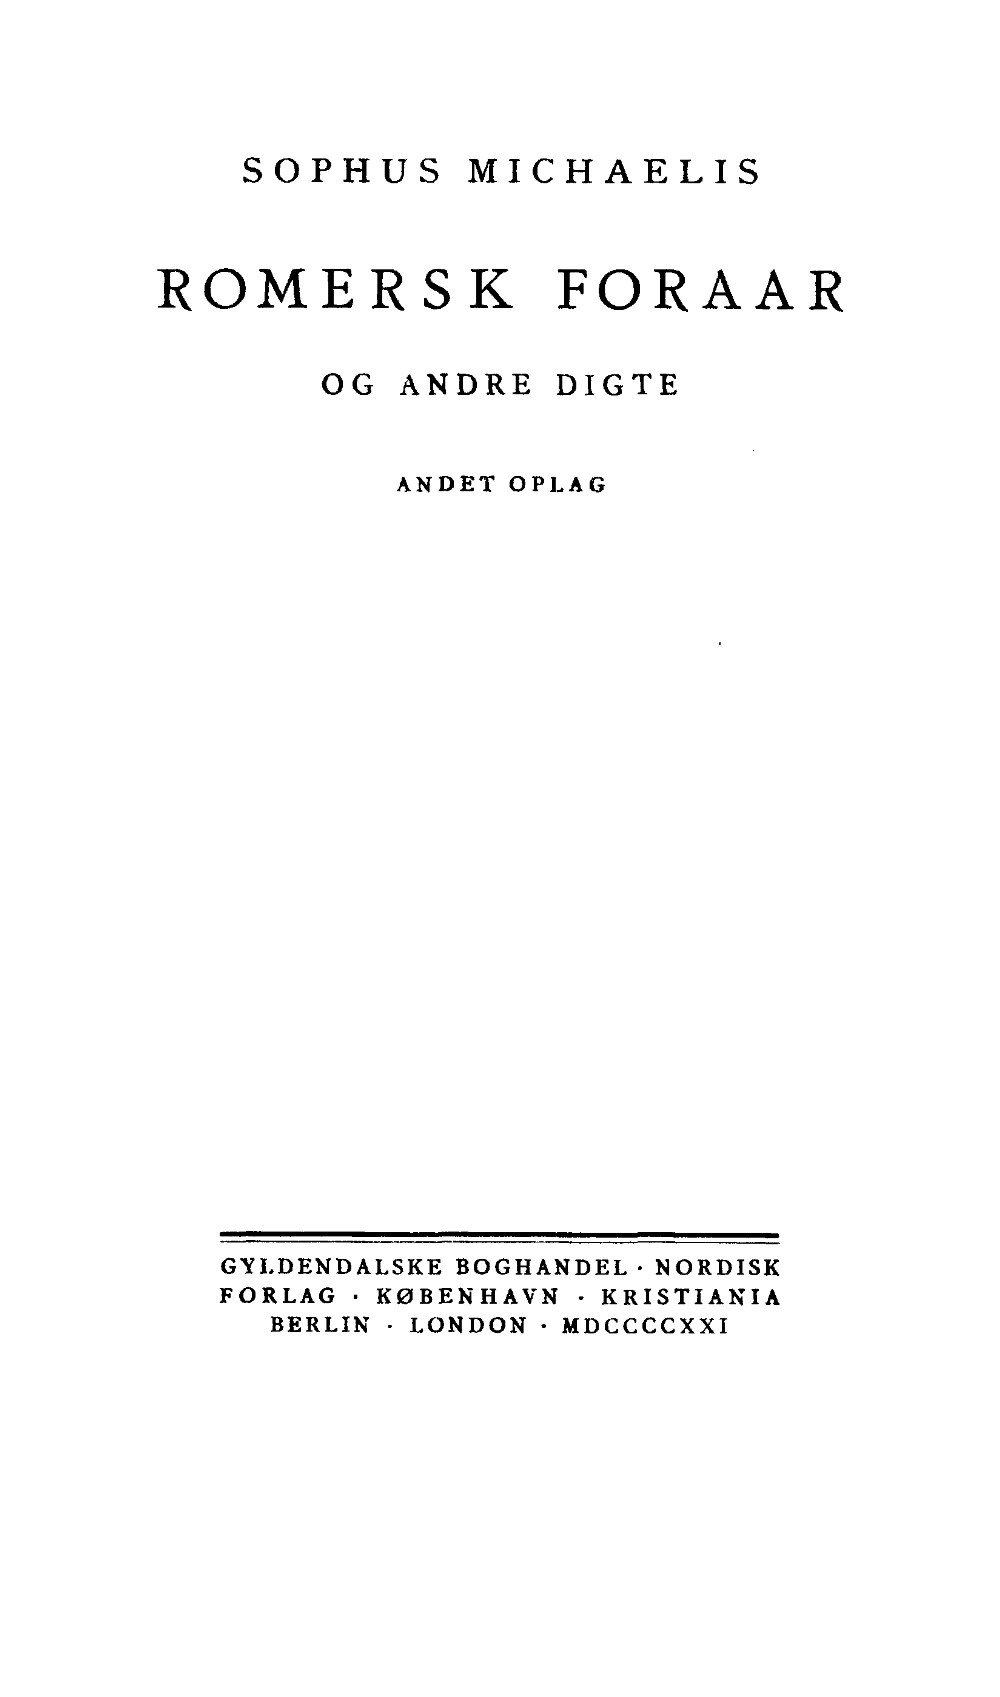 SOPHUS MICHAELIS
ROMERSK FORAAR
OG ANDRE DIGTE
ANDET OPLAG
GYLDENDALSKE BOGHANDEL · NORDISK
FORLAG · KØBENHAVN · KRISTIANIA
BERLIN · LONDON · MDCCCCXXI